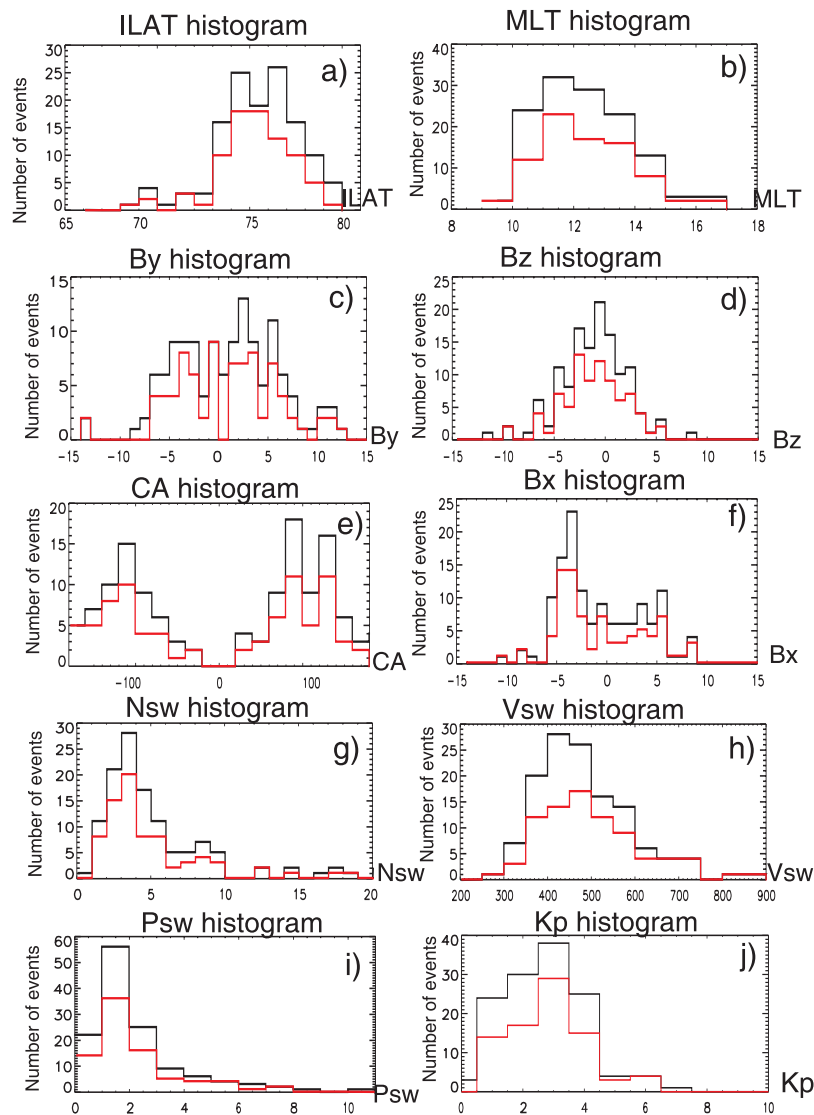 ILAT histogram
MLT histogram
Number of events
30
25
20
15
10
5
0
a)
65 70 75 80
ILAT
Number of events
40
30
20
10
0
b)
8 10 12 14 16 18
MLT
By histogram
Bz histogram
Number of events
15
10
5
0
c)
-15 -10 -5 0 5 10 15
By
Number of events
25
20
15
10
5
0
d)
-15 -10 -5 0 5 10 15
Bz
CA histogram
Bx histogram
Number of events
20
15
10
5
0
e)
-100 0 100
CA
Number of events
25
20
15
10
5
0
f)
-15 -10 -5 0 5 10 15
Bx
Nsw histogram
Vsw histogram
Number of events
30
25
20
15
10
5
0
g)
0 5 10 15 20
Nsw
Number of events
30
25
20
15
10
5
0
h)
200 300 400 500 600 700 800 900
Vsw
Psw histogram
Kp histogram
Number of events
60
50
40
30
20
10
0
i)
0 2 4 6 8 10
Psw
Number of events
40
30
20
10
0
j)
0 2 4 6 8 10
Kp